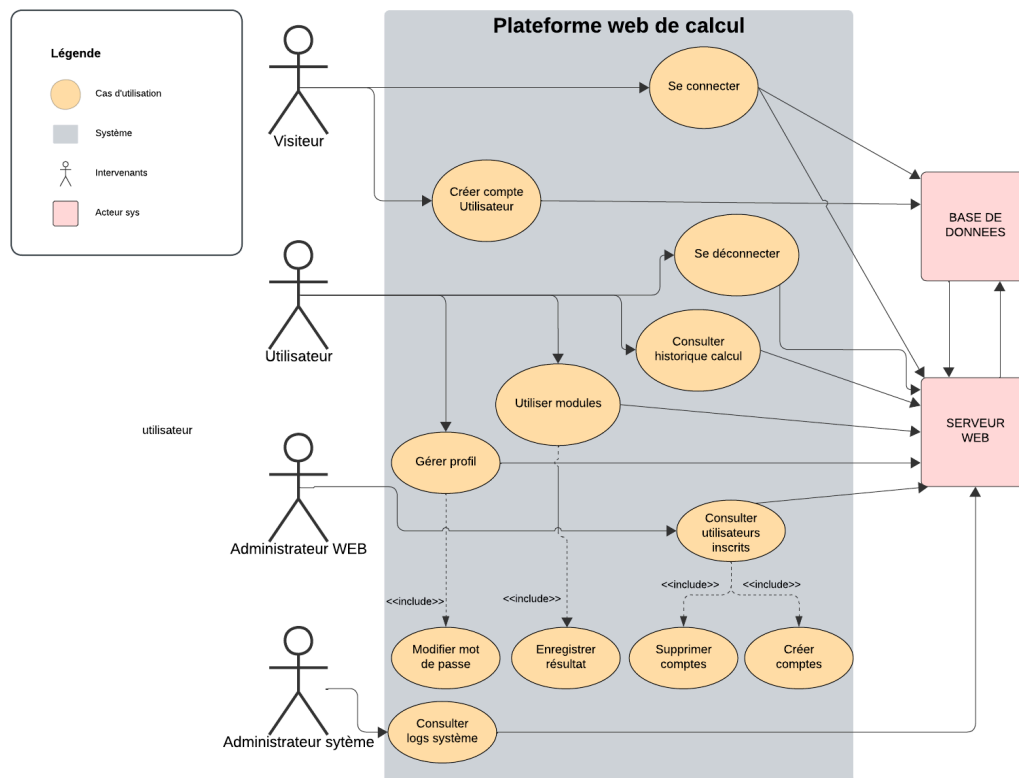 Plateforme web de calcul
Légende
Cas d'utilisation
Système
Intervenants
Acteur sys
Visiteur
Se connecter
Créer compte
Utilisateur
BASE DE
DONNEES
Se déconnecter
Utilisateur
Consulter
historique calcul
Utiliser modules
SERVEUR
WEB
utilisateur
Gérer profil
Administrateur WEB
Consulter
utilisateurs
inscrits
<<include>>
<<include>>
<<include>>
<<include>>
Modifier mot
de passe
Enregistrer
résultat
Supprimer
comptes
Créer
comptes
Administrateur sytème
Consulter
logs système